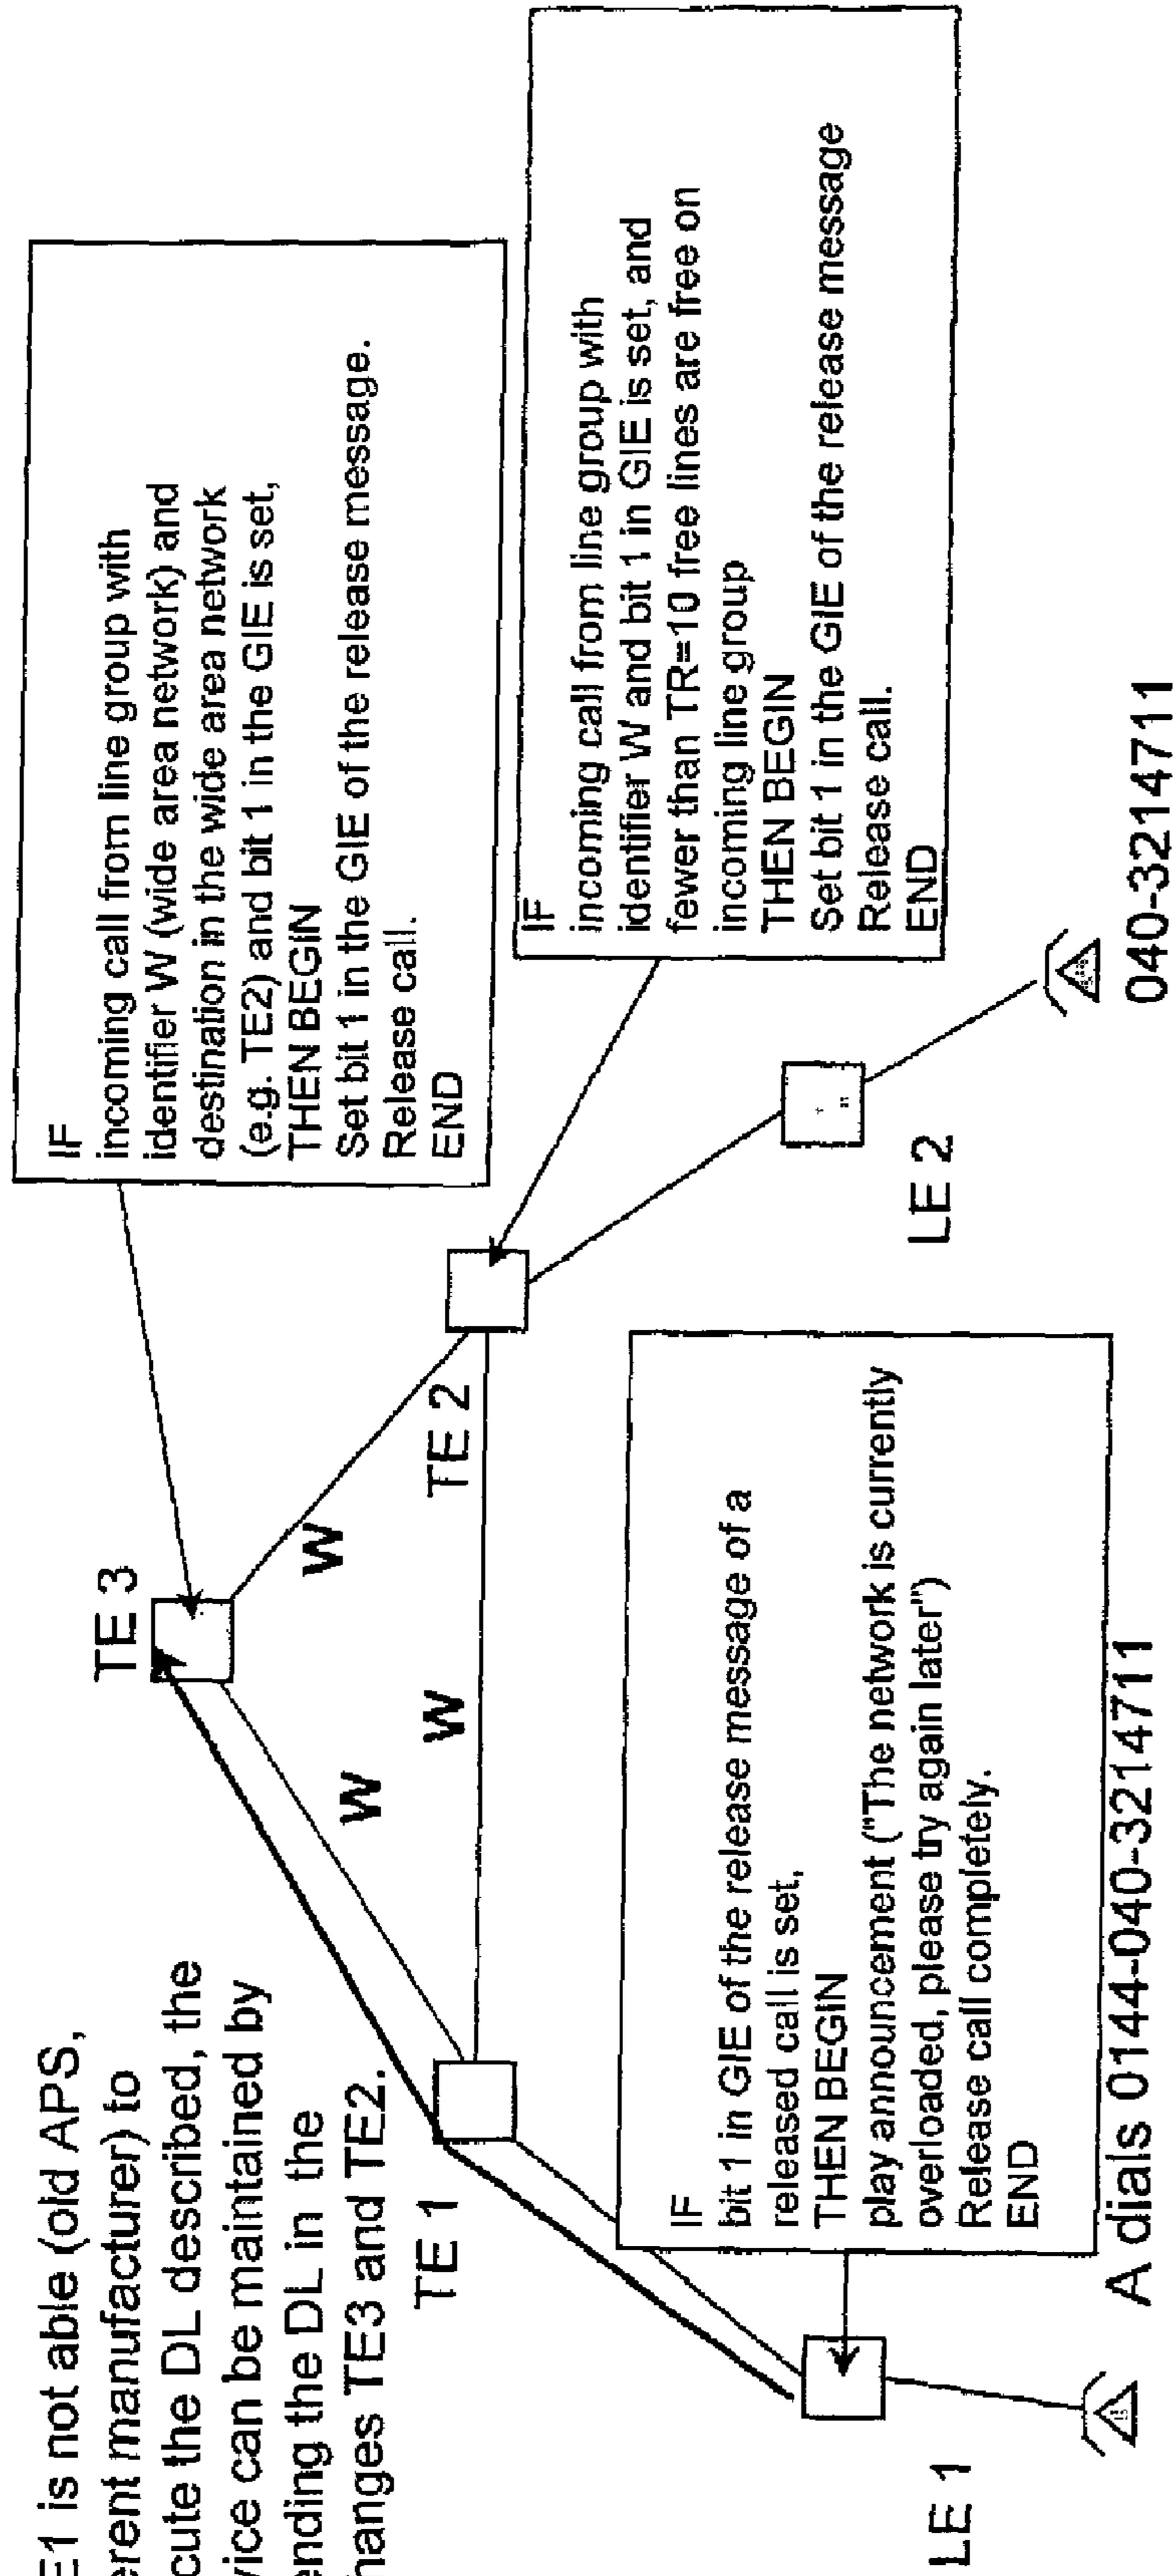 E1 is not able (old APS,
erent manufacturer) to
cute the DL described, the
vice can be maintained by
ending the DL in the
hanges TE3 and TE2.
TE 3
IF
incoming call from line group with
identifier W (wide area network) and
destination in the wide area network
(e.g. TE2) and bit 1 in the GIE is set,
THEN BEGIN
Set bit 1 in the GIE of the release message.
Release call.
END
W
W
W
TE 1
TE 2
IF
incoming call from line group with
identifier W and bit 1 in GIE is set, and
fewer than TR=10 free lines are free on
incoming line group
THEN BEGIN
Set bit 1 in the GIE of the release message
Release call.
END
IF
bit 1 in GIE of the release message of a
released call is set,
THEN BEGIN
play announcement ("The network is currently
overloaded, please try again later")
Release call completely.
END
LE 1
LE 2
A dials 0144-040-3214711
040-3214711